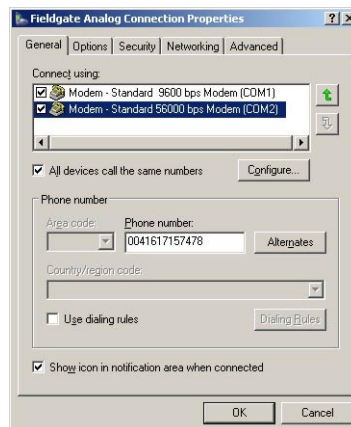 Fieldgate Analog Connection Properties
General Options Security Networking Advanced
Connect using:
Modem - Standard 9600 bps Modem (COM1)
Modem - Standard 56000 bps Modem (COM2)
All devices call the same numbers Configure...
Phone number
Area code: Phone number:
0041617157478 Alternates
Country/region code:
Use dialing rules Dialing Rules
Show icon in notification area when connected
OK Cancel